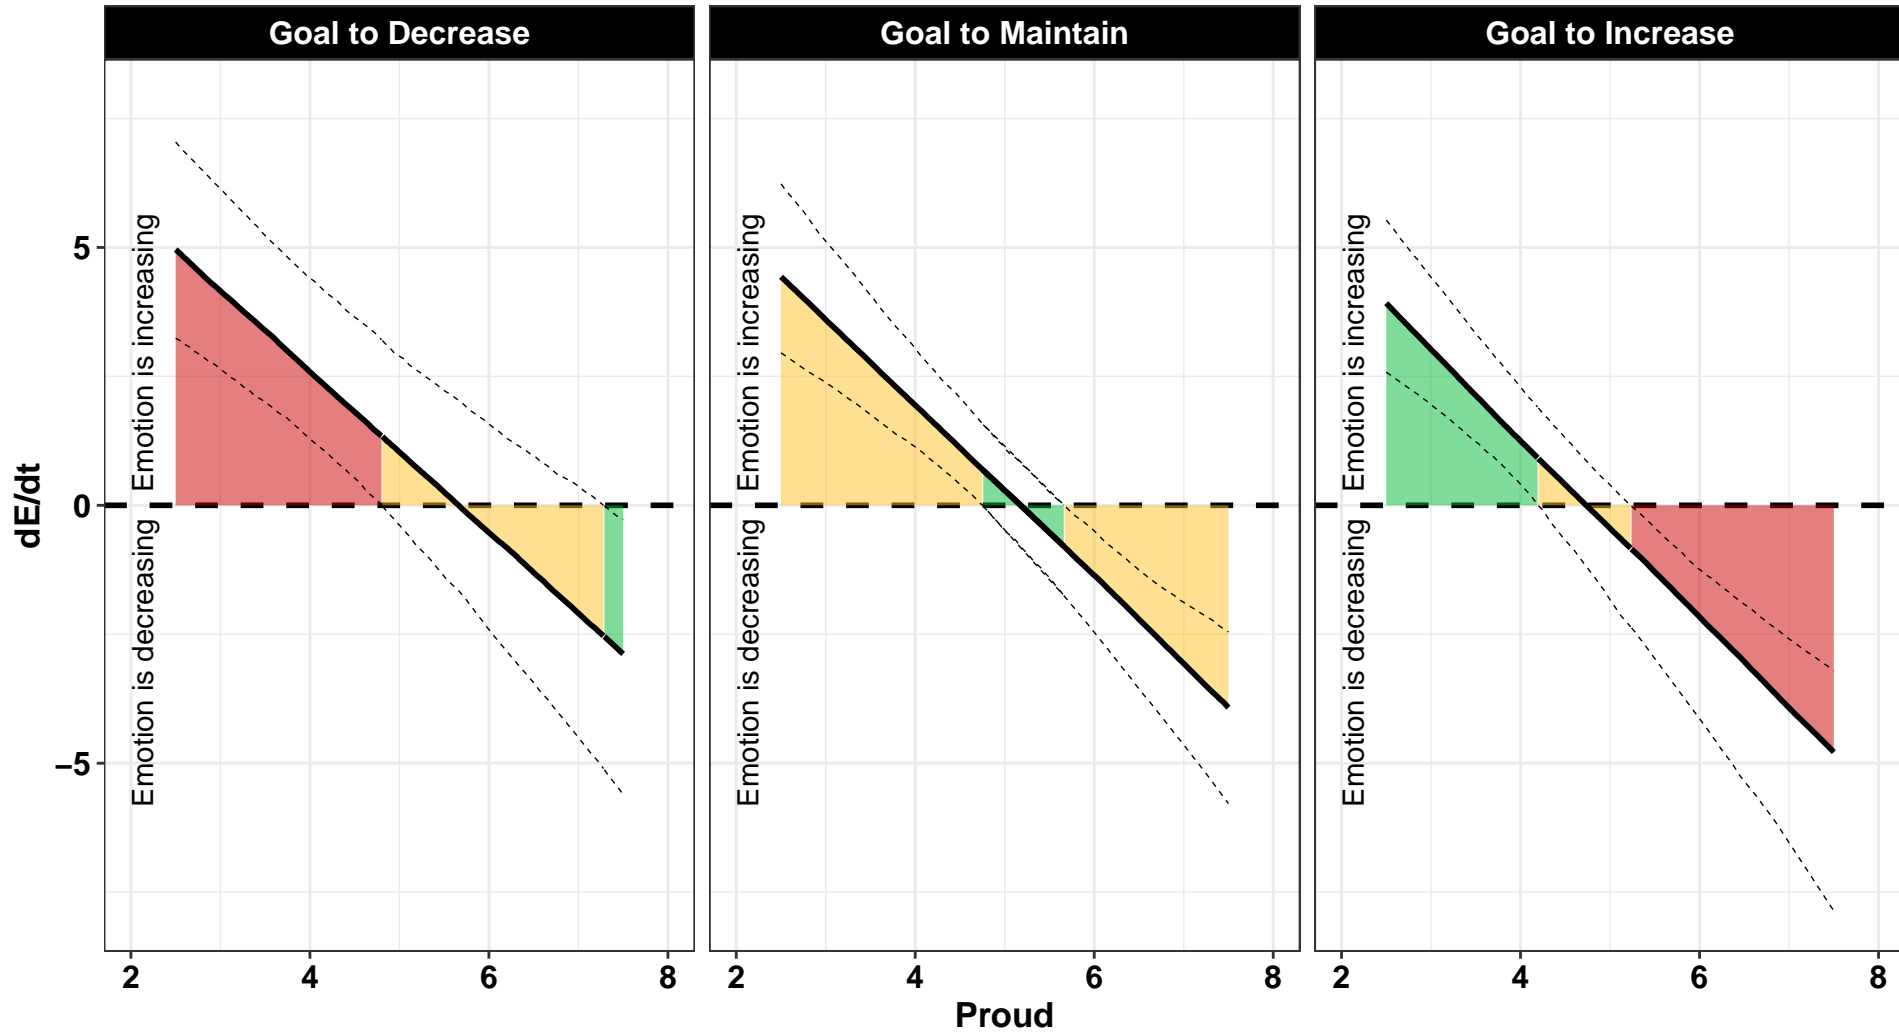 Goal to Decrease
Goal to Maintain
Goal to Increase
dE/dt
5
0
−5
Emotion is increasing
Emotion is decreasing
Emotion is increasing
Emotion is decreasing
Emotion is increasing
Emotion is decreasing
2 4 6 8
2 4 6 8
2 4 6 8
Proud